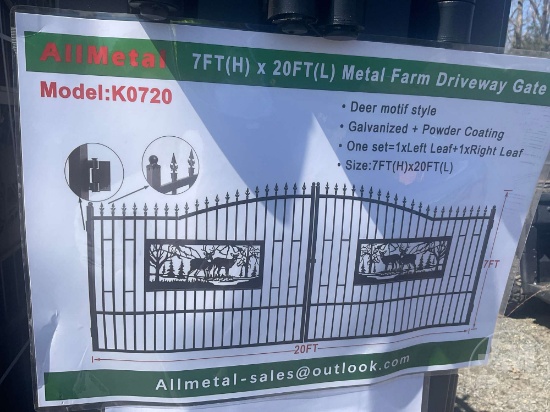 AllMetal 7FT(H) x 20FT(L) Metal Farm Driveway Gate
Model:K0720
• Deer motif style
• Galvanized + Powder Coating
• One set=1xLeft Leaf+1xRight Leaf
• Size:7FT(H)x20FT(L)
7FT
20FT
Allmetal-sales@outlook.com